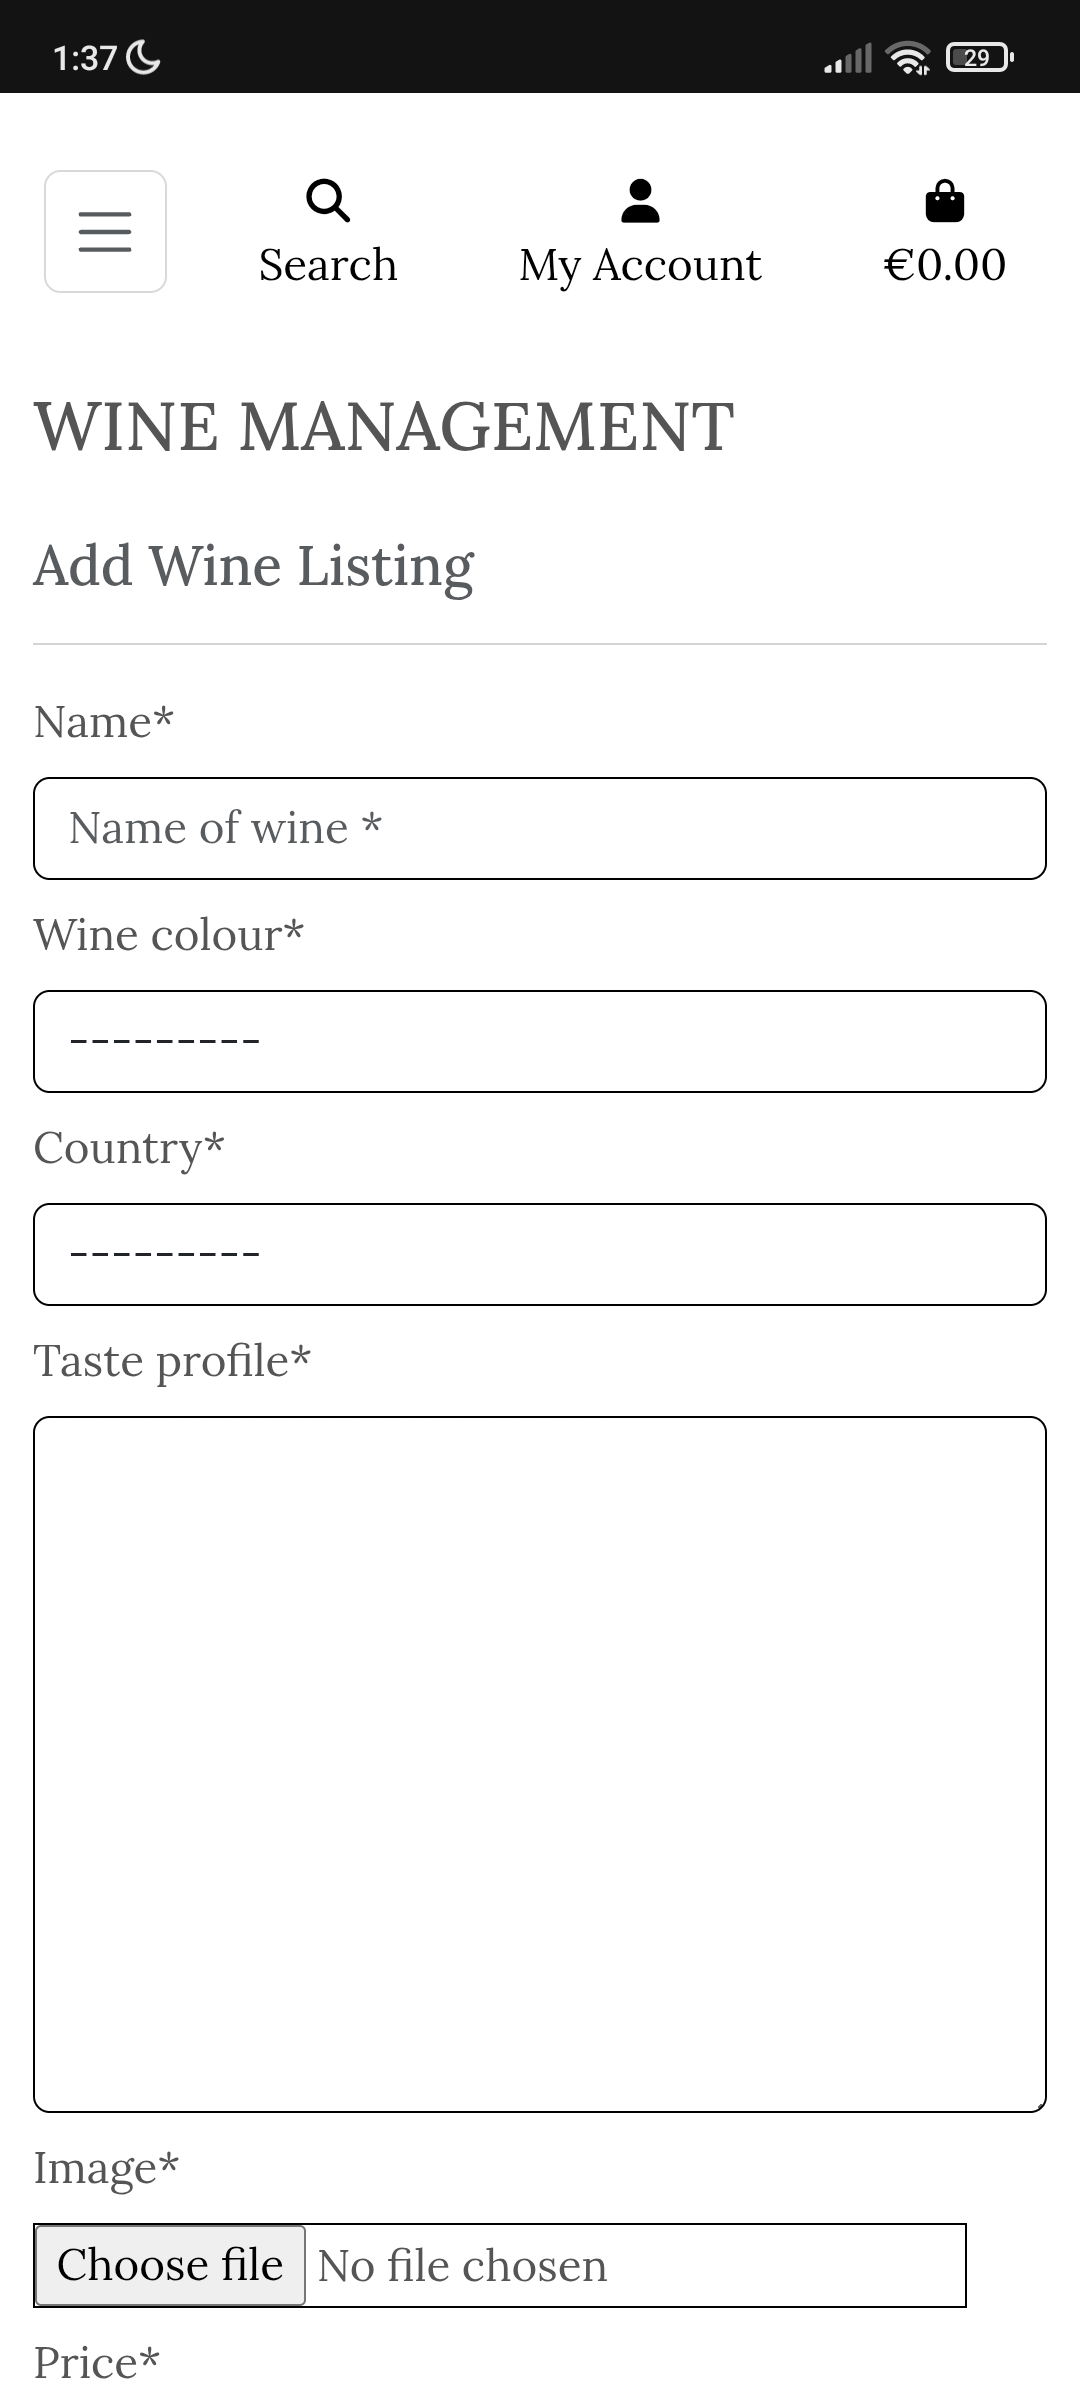 1:37
29
Search
My Account
€0.00
WINE MANAGEMENT
Add Wine Listing
Name*
Name of wine *
Wine colour*
---------
Country*
---------
Taste profile*
Image*
Choose file No file chosen
Price*